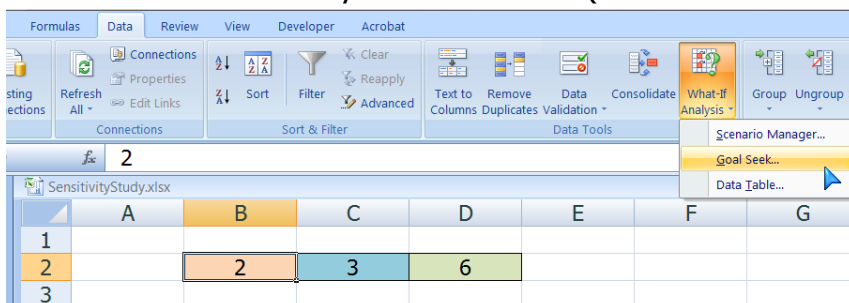 Formulas Data Review View Developer Acrobat
Connections
Properties
Edit Links
Refresh
All
Sort
Filter
Clear
Reapply
Advanced
Text to
Columns
Remove
Duplicates
Data
Validation
Consolidate
What-If
Analysis
Group
Ungroup
Connections
Sort & Filter
Data Tools
Scenario Manager...
Goal Seek...
Data Table...
fx 2
SensitivityStudy.xlsx
A B C D E F G
1
2 2 3 6
3